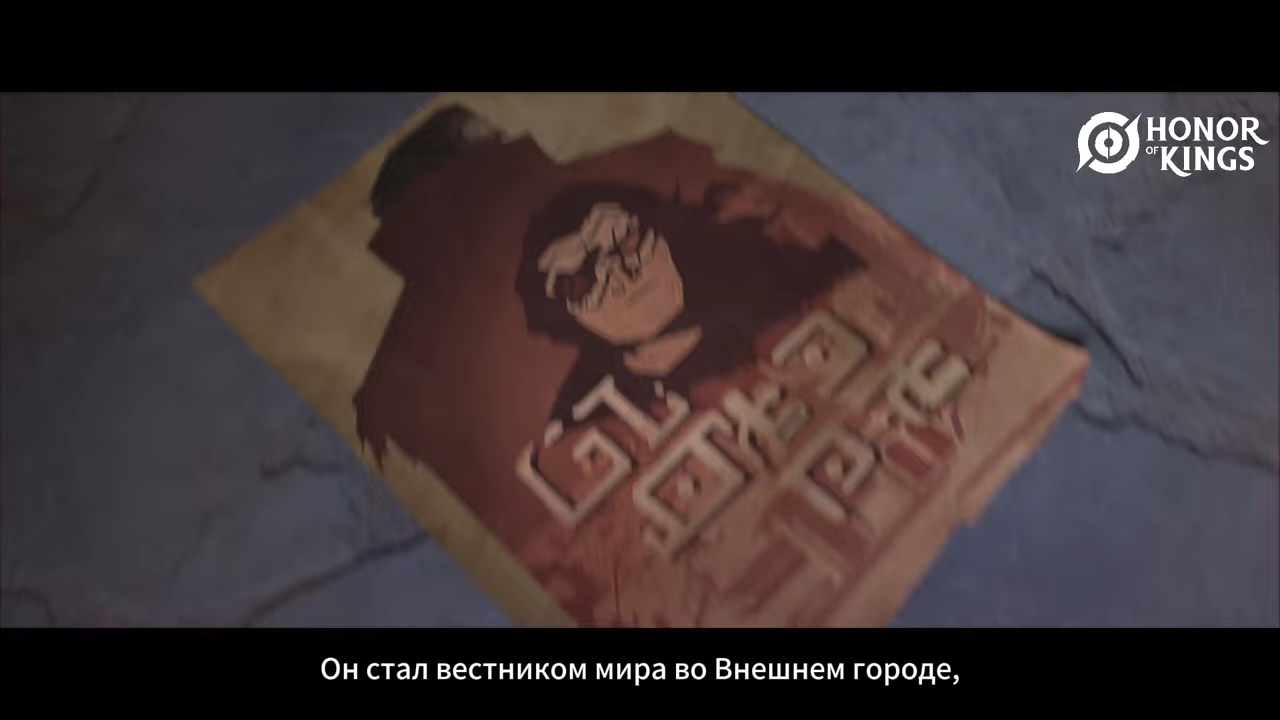 HONOR
OF KINGS
Он стал вестником мира во Внешнем городе,